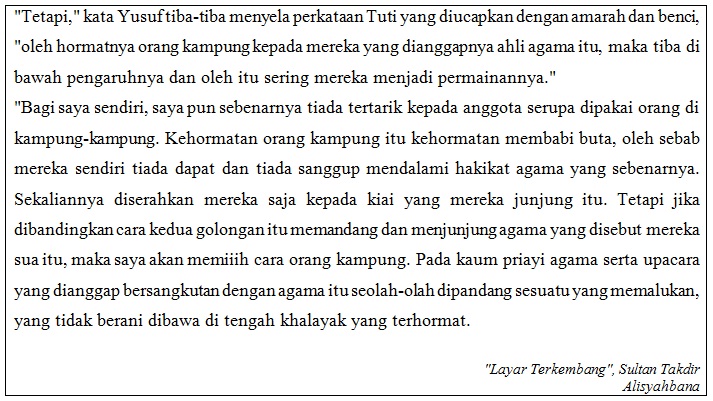 "Tetapi," kata Yusuf tiba-tiba menyela perkataan Tuti yang diucapkan dengan amarah dan benci,
"oleh hormatnya orang kampung kepada mereka yang dianggapnya ahli agama itu, maka tiba di
bawah pengaruhnya dan oleh itu sering mereka menjadi permainannya."
"Bagi saya sendiri, saya pun sebenarnya tiada tertarik kepada anggota serupa dipakai orang di
kampung-kampung. Kehormatan orang kampung itu kehormatan membabi buta, oleh sebab
mereka sendiri tiada dapat dan tiada sanggup mendalami hakikat agama yang sebenarnya.
Sekaliannya diserahkan mereka saja kepada kiai yang mereka junjung itu. Tetapi jika
dibandingkan cara kedua golongan itu memandang dan menjunjung agama yang disebut mereka
sua itu, maka saya akan memiiih cara orang kampung. Pada kaum priayi agama serta upacara
yang dianggap bersangkutan dengan agama itu seolah-olah dipandang sesuatu yang memalukan,
yang tidak berani dibawa di tengah khalayak yang terhormat.
"Layar Terkembang", Sultan Takdir
Alisyahbana